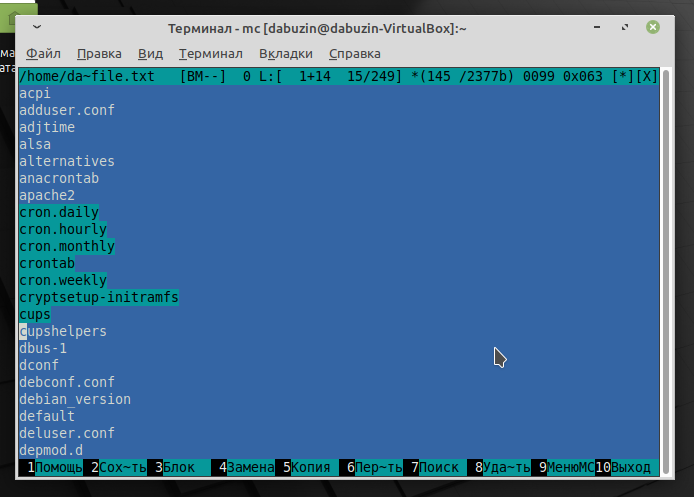 Терминал - mc [dabuzin@dabuzin-VirtualBox]:~
Файл Правка Вид Терминал Вкладки Справка
/home/da~file.txt [BM--] 0 L:[ 1+14 15/249] *(145 /2377b) 0099 0x063 [*][X]
acpi
adduser.conf
adjtime
alsa
alternatives
anacrontab
apache2
cron.daily
cron.hourly
cron.monthly
crontab
cron.weekly
cryptsetup-initramfs
cups
cupshelpers
dbus-1
dconf
debconf.conf
debian_version
default
deluser.conf
depmod.d
1Помощь 2Сох~ть 3Блок 4Замена 5Копия 6Пер~ть 7Поиск 8Уда~ть 9МенюMC 10Выход